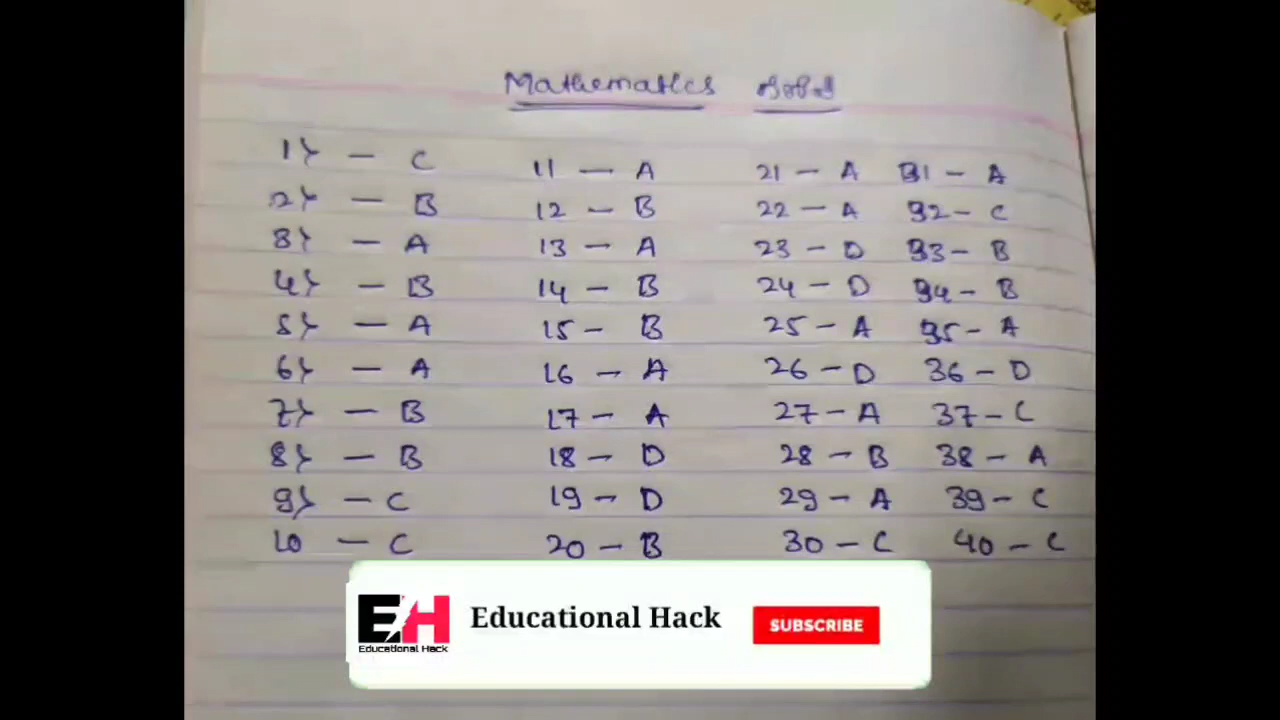 Mathematics
1} — C 11 — A 21 — A 31 — A
2} — B 12 — B 22 — A 32 — C
3} — A 13 — A 23 — D 33 — B
4} — B 14 — B 24 — D 34 — B
5} — A 15 — B 25 — A 35 — A
6} — A 16 — A 26 — D 36 — D
7} — B 17 — A 27 — A 37 — C
8} — B 18 — D 28 — B 38 — A
9} — C 19 — D 29 — A 39 — C
10 — C 20 — B 30 — C 40 — C
EH Educational Hack SUBSCRIBE
Educational Hack